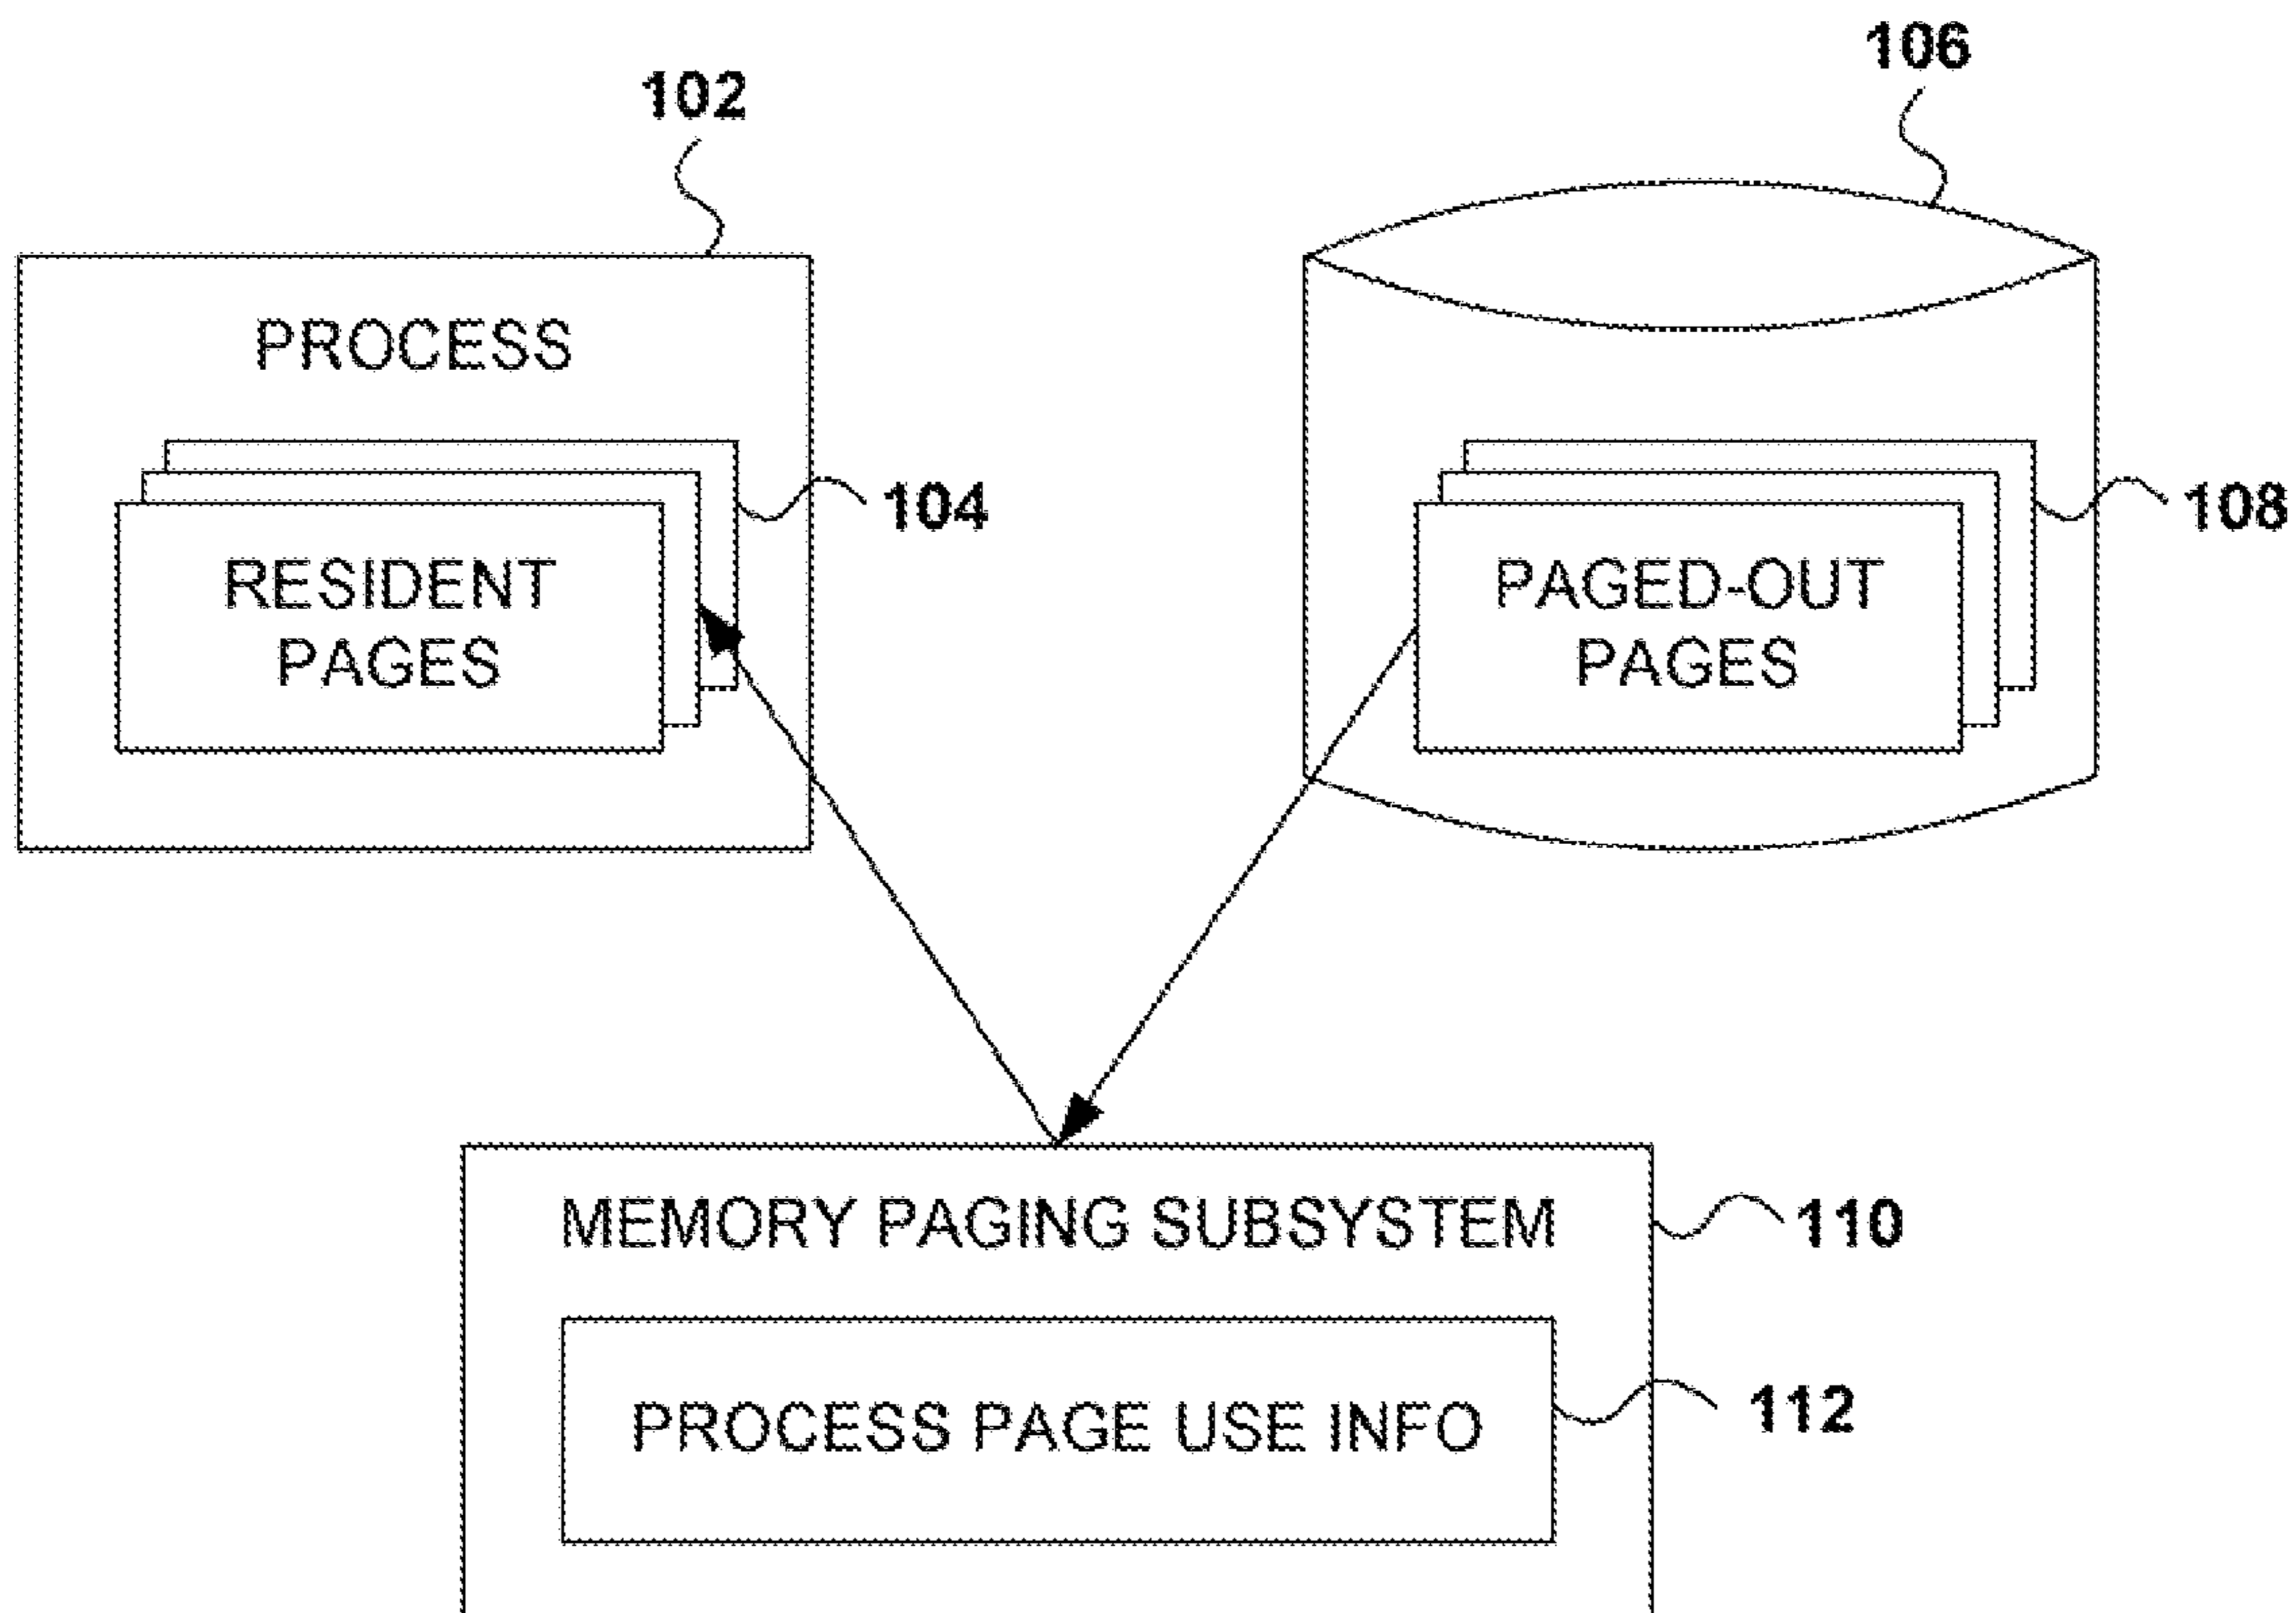 106
102
PROCESS
104
108
RESIDENT
PAGES
PAGED-OUT
PAGES
MEMORY PAGING SUBSYSTEM
110
PROCESS PAGE USE INFO
112